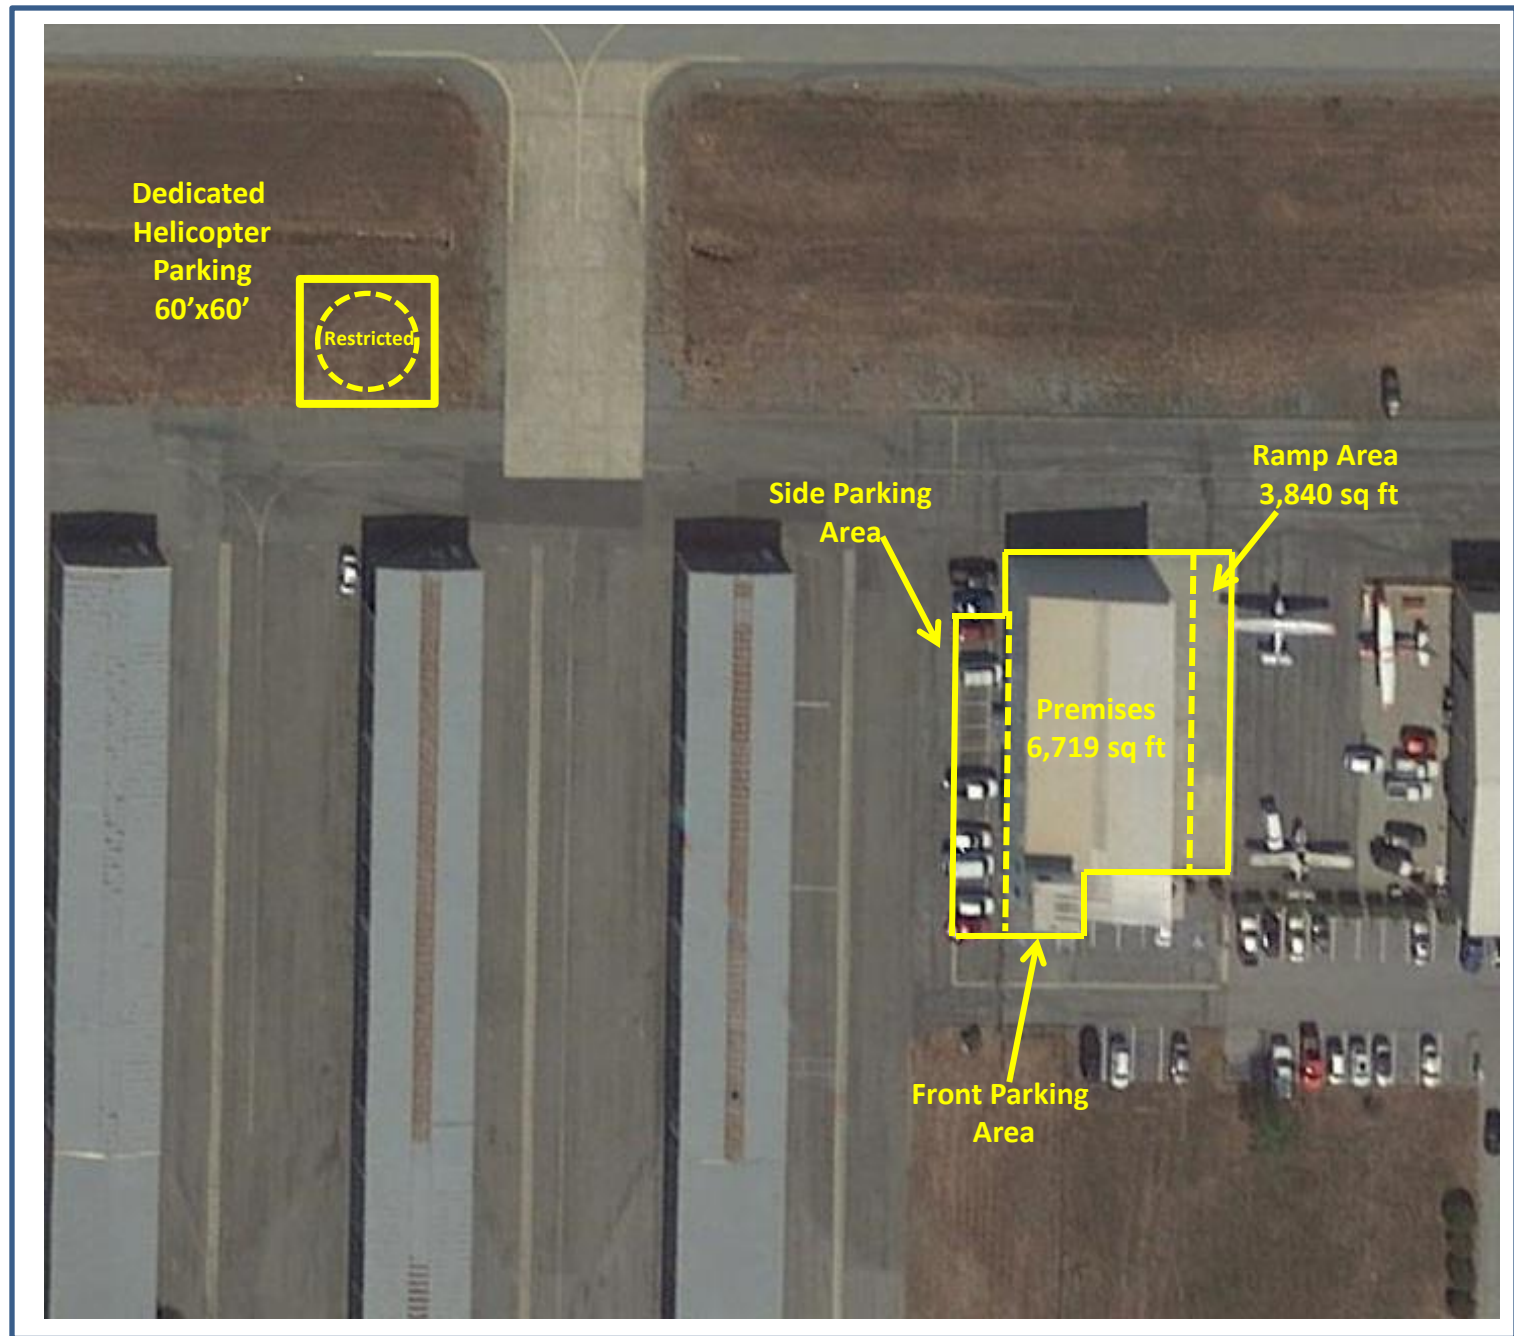 Dedicated
Helicopter
Parking
60’x60’
Restricted
Ramp Area
3,840 sq ft
Side Parking
Area
Premises
6,719 sq ft
Front Parking
Area